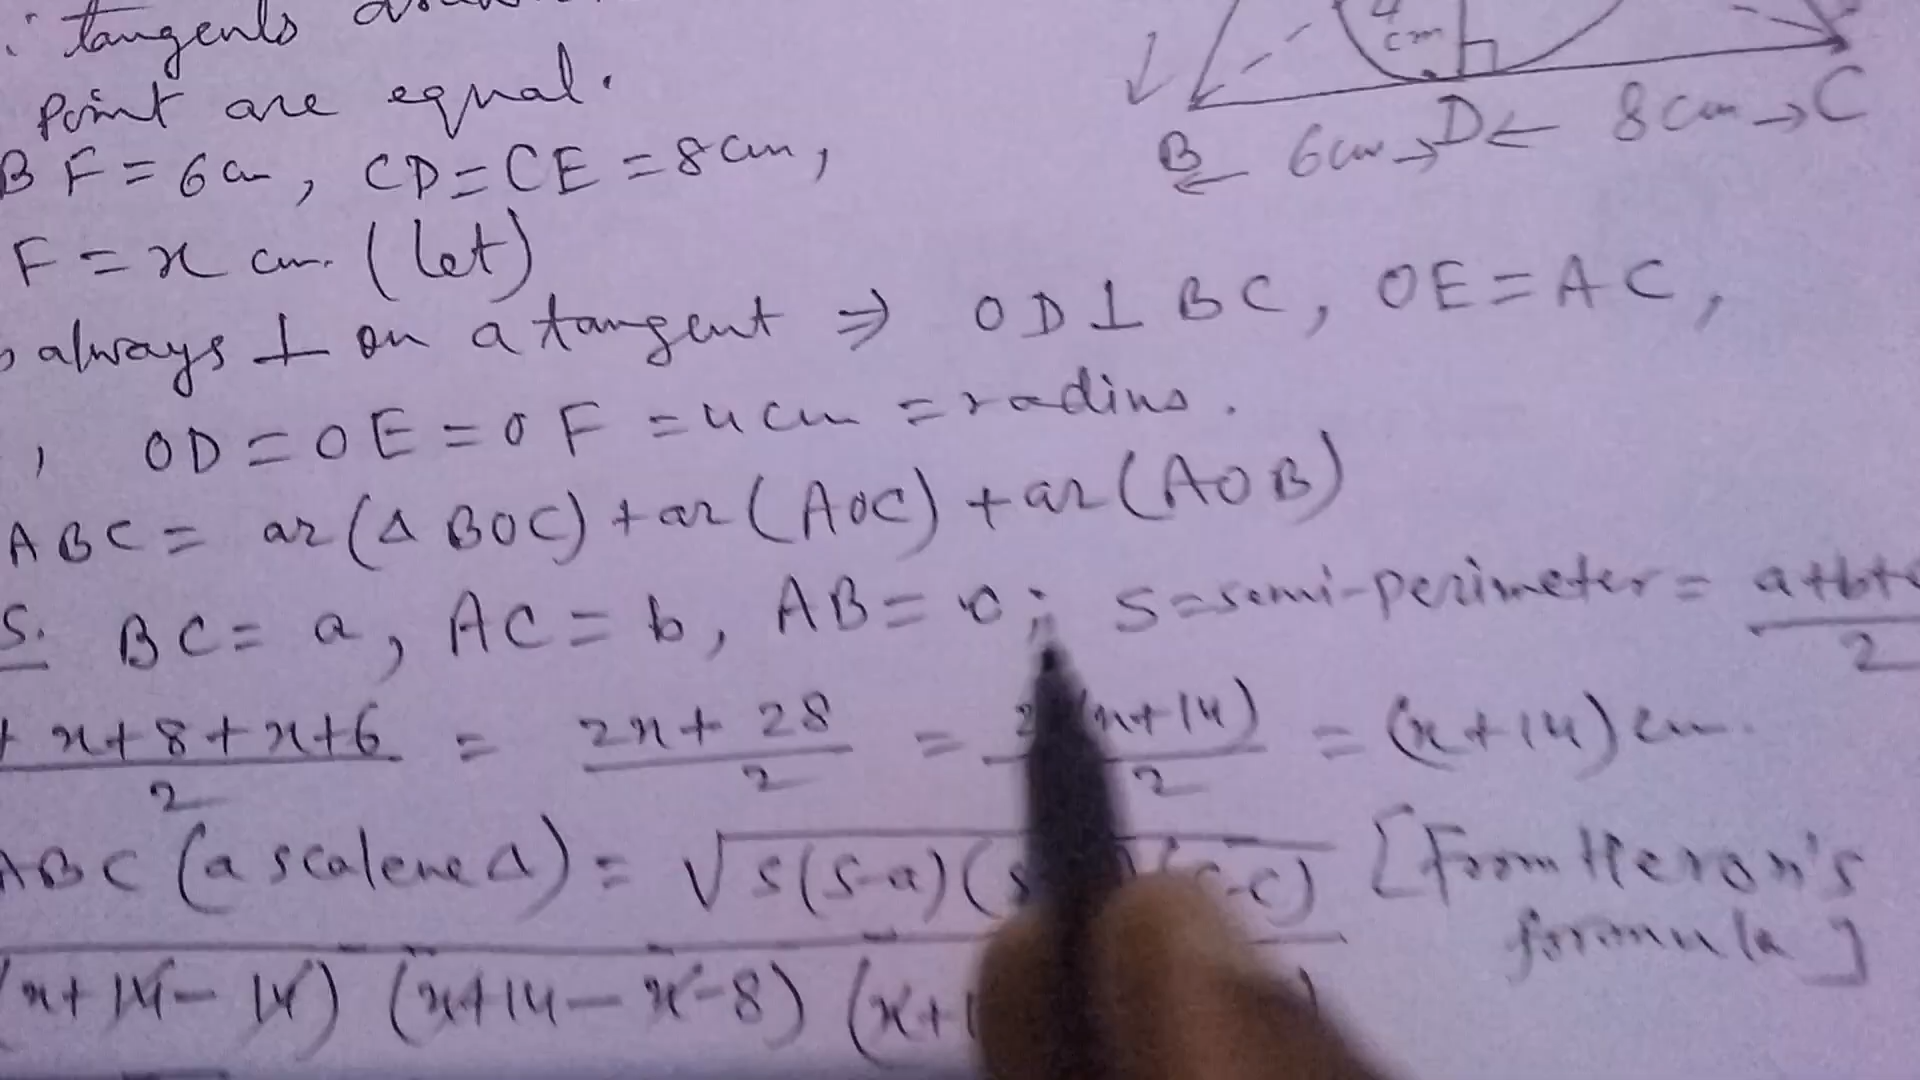 : tangents
point are equal.
BF = 6cm, CD = CE = 8cm,
F = x cm. (let)
always ⊥ on a tangent ⇒ OD ⊥ BC, OE = AC,
, OD = OE = OF = 4cm = radius.
ABC = ar(Δ BOC) + ar(AOC) + ar(AOB)
S. BC = a, AC = b, AB = c; S = semi-perimeter = a+b+c/2
+ x+8+x+6/2 = 2x + 28/2 = 2(x+14)/2 = (x+14) cm.
ABC (a scalene Δ) = √s(s-a)(s c-c) [From Heron's
formula]
(x+14-14) (x+14-x-8) (x+1 )
4
cm
B 6cm D 8cm C